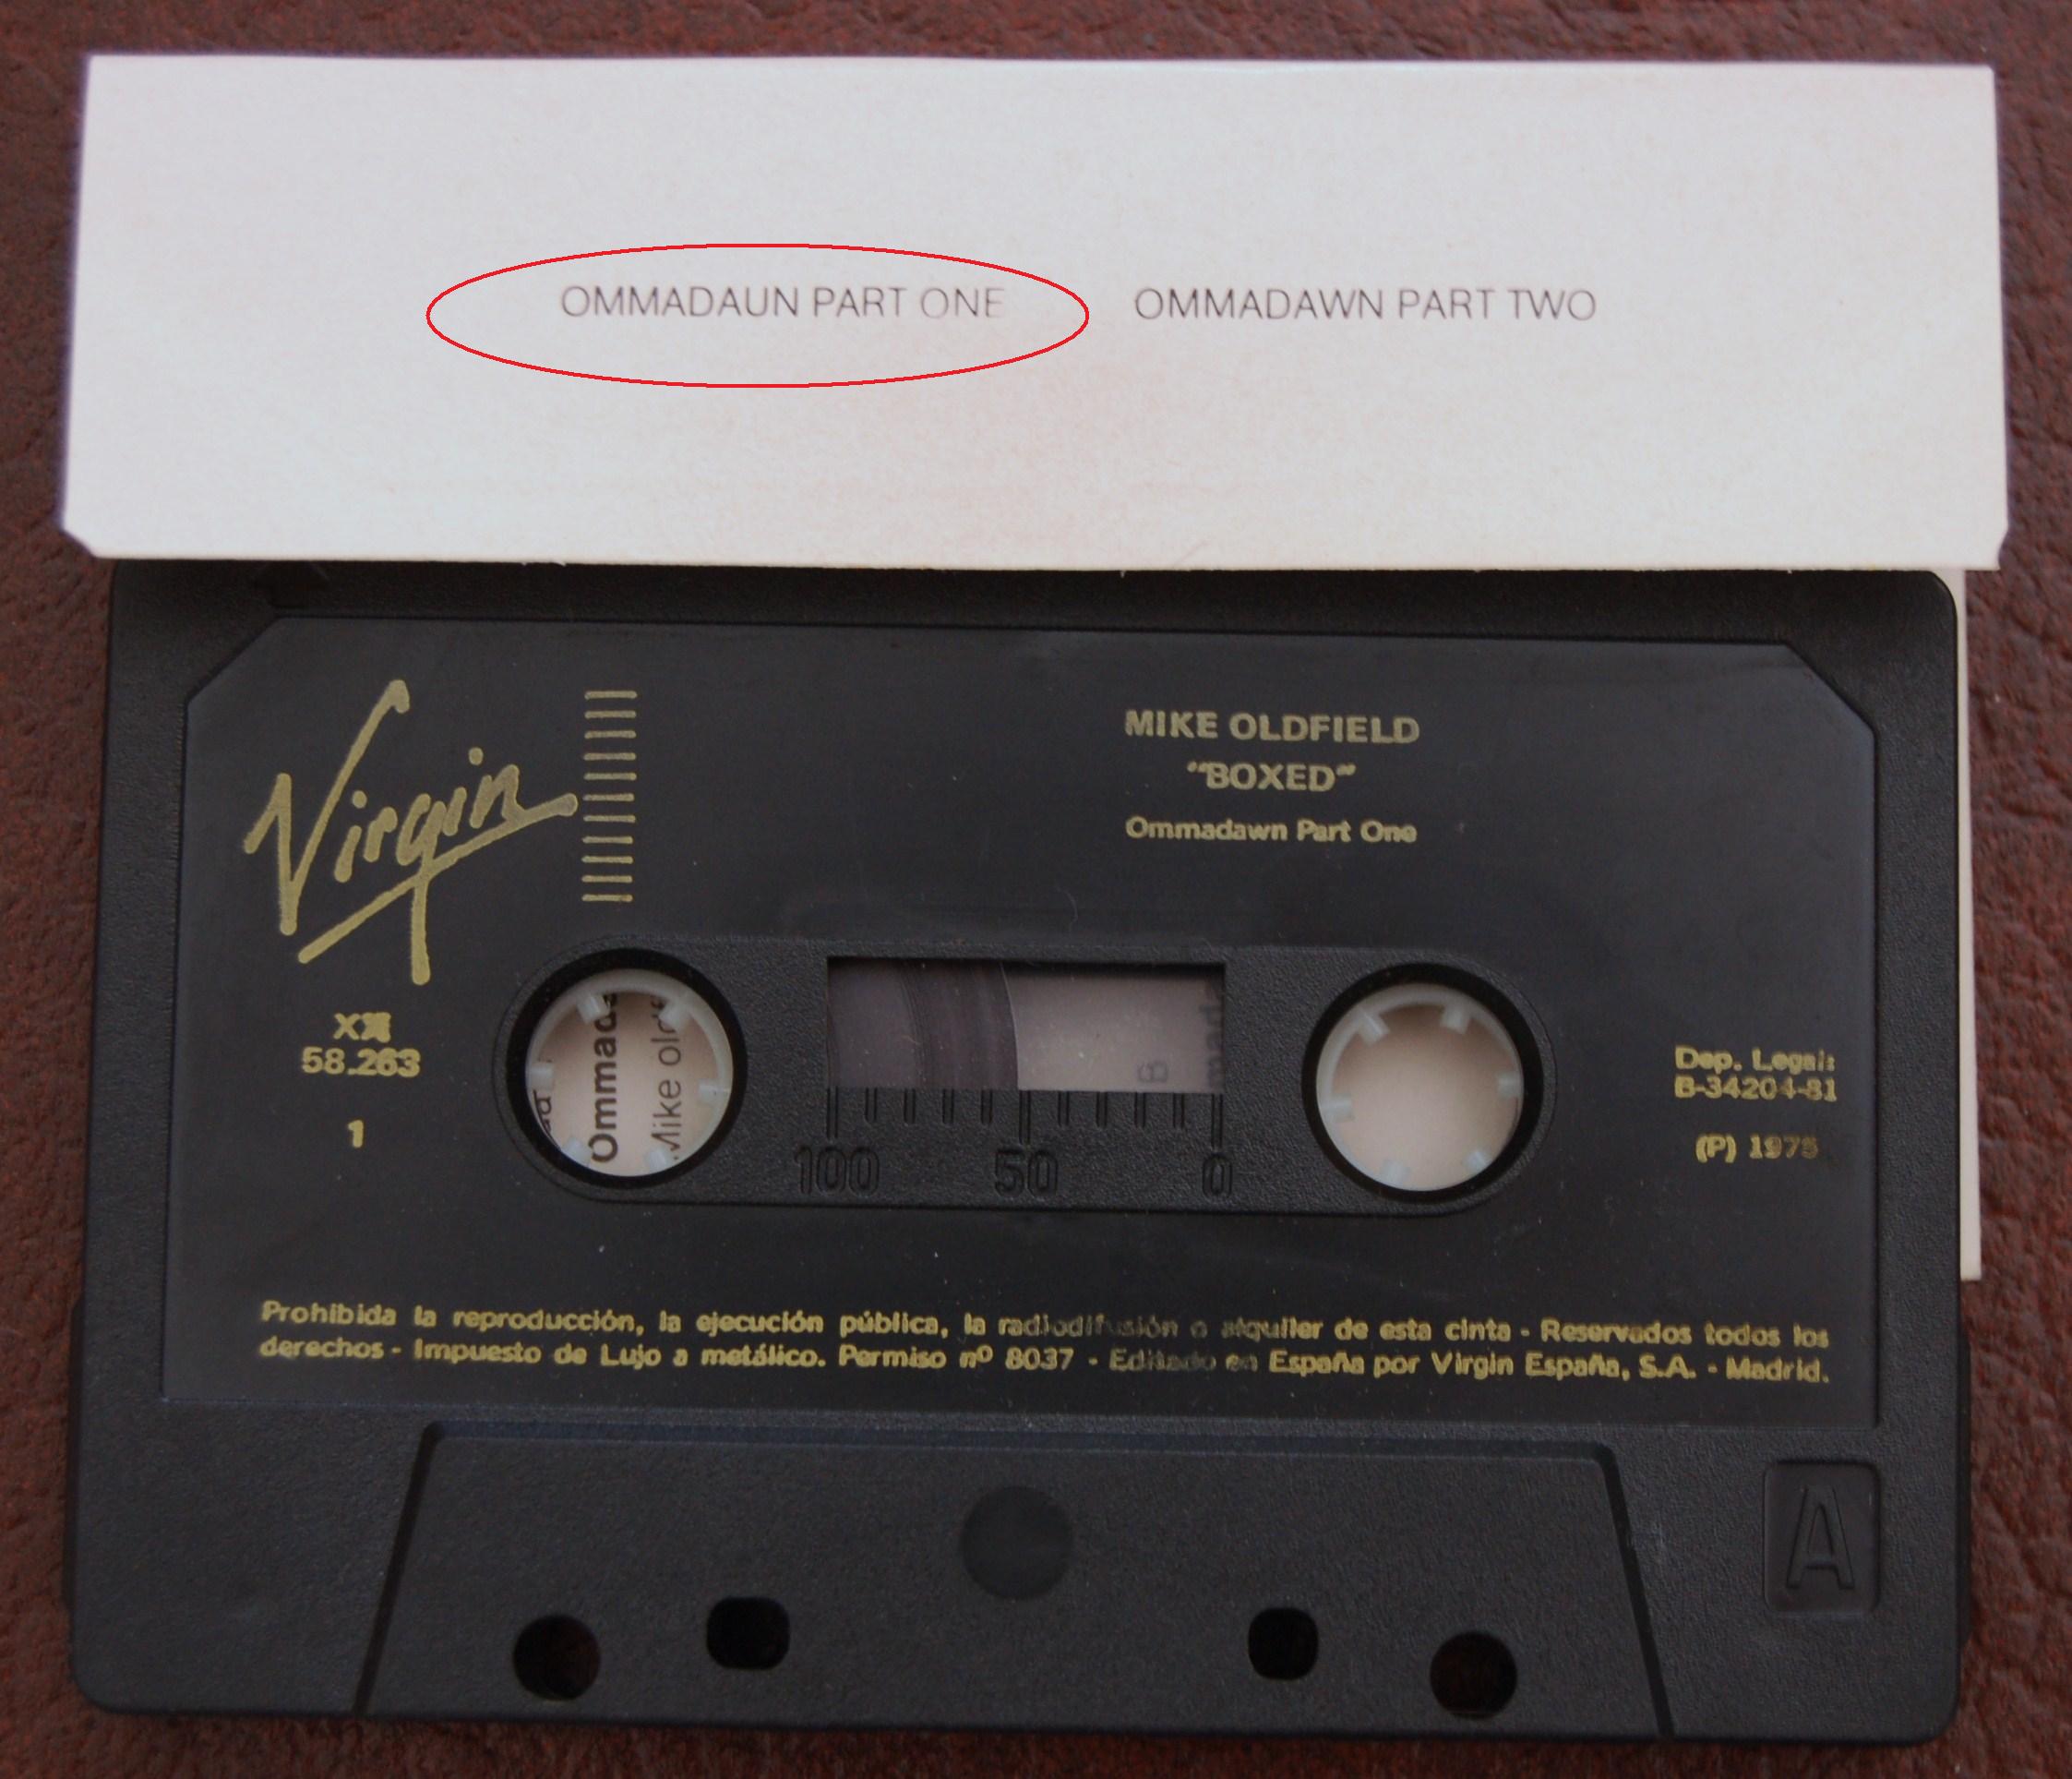 OMMADAUN PART ONE OMMADAWN PART TWO
Virgin
MIKE OLDFIELD
"BOXED"
Ommadawn Part One
58.263
1
Ommada
Mike old
B
100 50 0
Dep. Legal:
B-34204-81
(P) 1975
Prohibida la reproducción, la ejecución pública, la radiodifusión o alquiler de esta cinta - Reservados todos los
derechos - Impuesto de Lujo a metálico. Permiso nº 8037 - Editado en España por Virgin España, S.A. - Madrid.
A